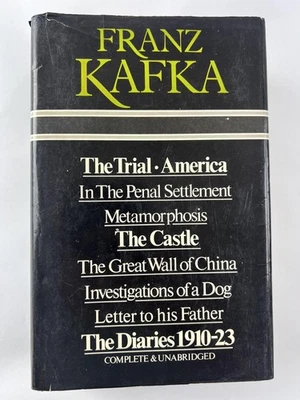 FRANZ
KAFKA
The Trial · America
In The Penal Settlement
Metamorphosis
The Castle
The Great Wall of China
Investigations of a Dog
Letter to his Father
The Diaries 1910-23
COMPLETE & UNABRIDGED